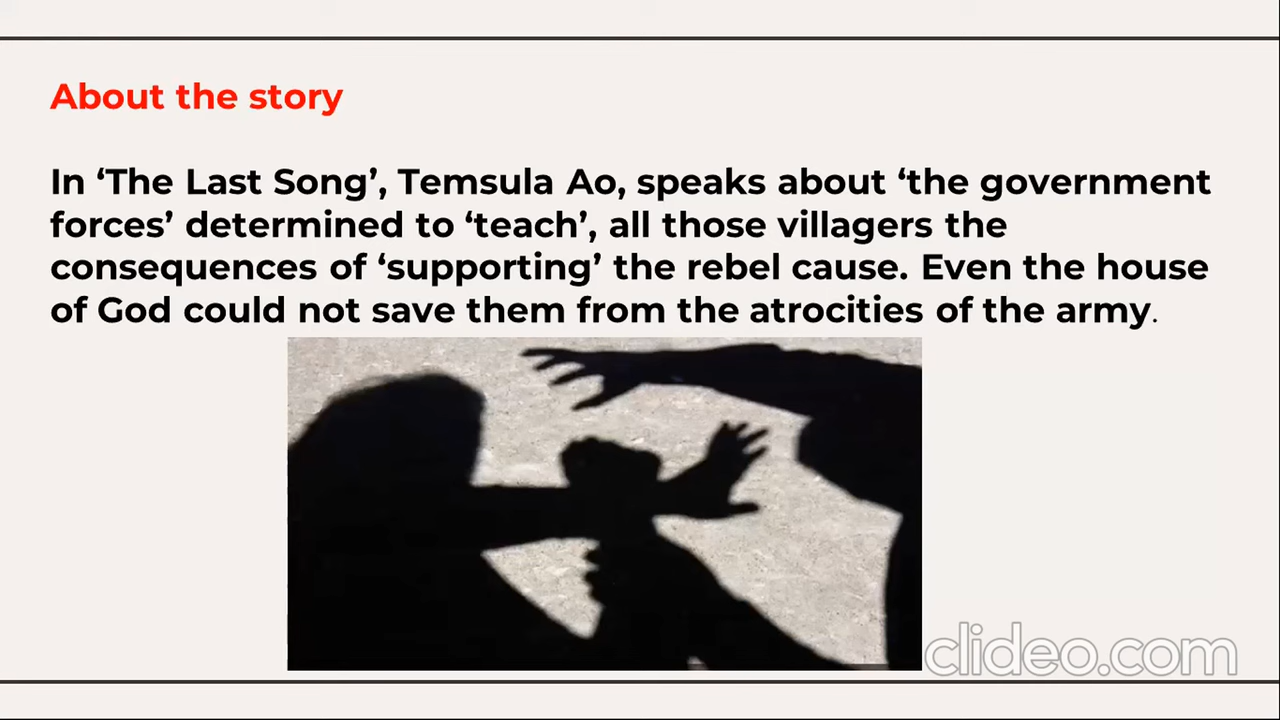 About the story
In ‘The Last Song’, Temsula Ao, speaks about ‘the government
forces’ determined to ‘teach’, all those villagers the
consequences of ‘supporting’ the rebel cause. Even the house
of God could not save them from the atrocities of the army.
clideo.com